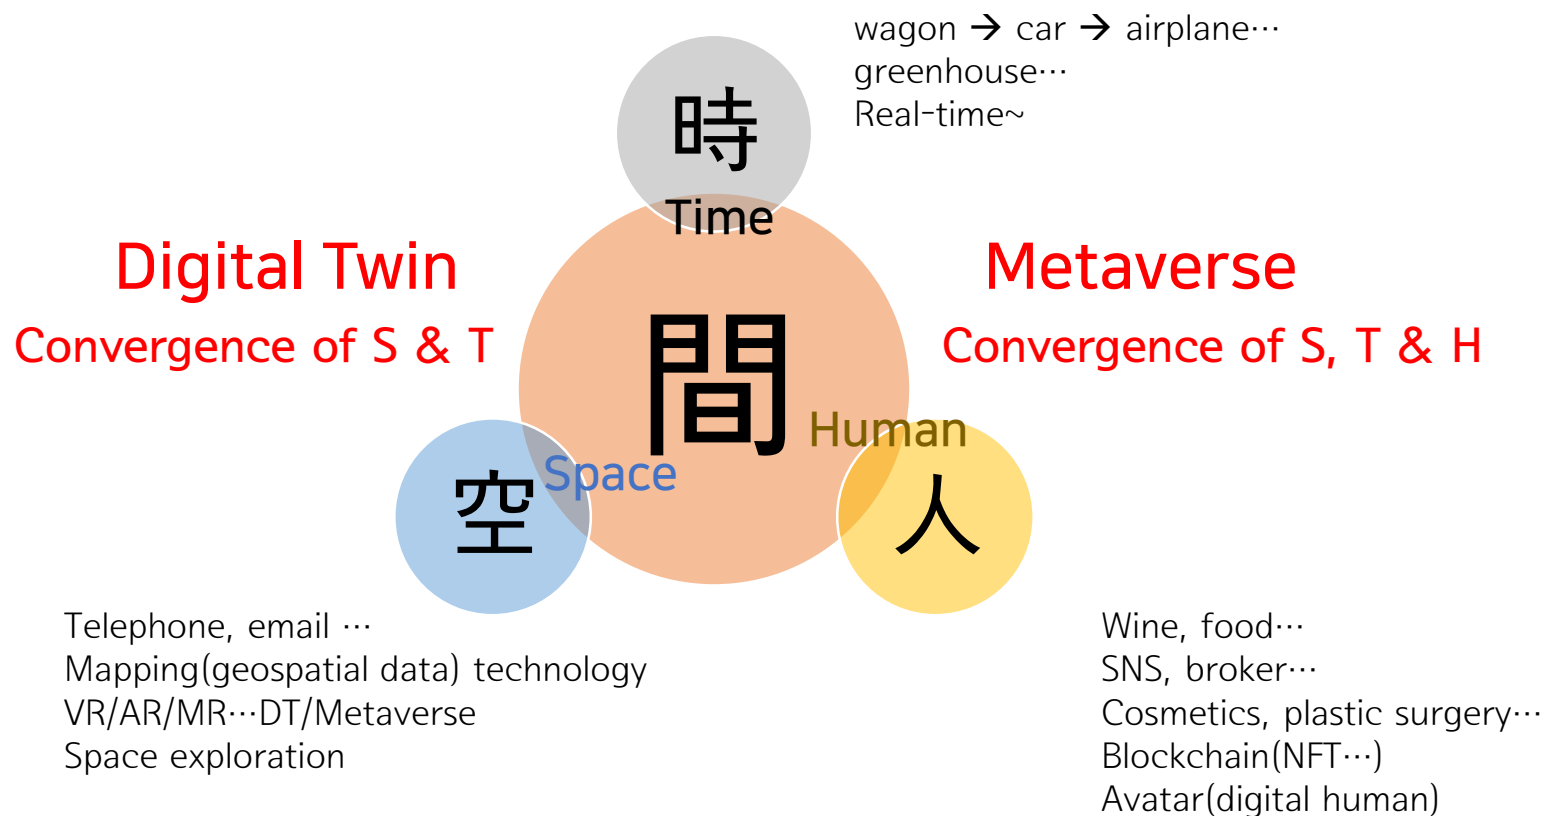 wagon → car → airplane…
greenhouse…
Real-time~
時
Time
Digital Twin
Convergence of S & T
Metaverse
Convergence of S, T & H
間
Human
Space
空
人
Telephone, email …
Mapping(geospatial data) technology
VR/AR/MR…DT/Metaverse
Space exploration
Wine, food…
SNS, broker…
Cosmetics, plastic surgery…
Blockchain(NFT…)
Avatar(digital human)